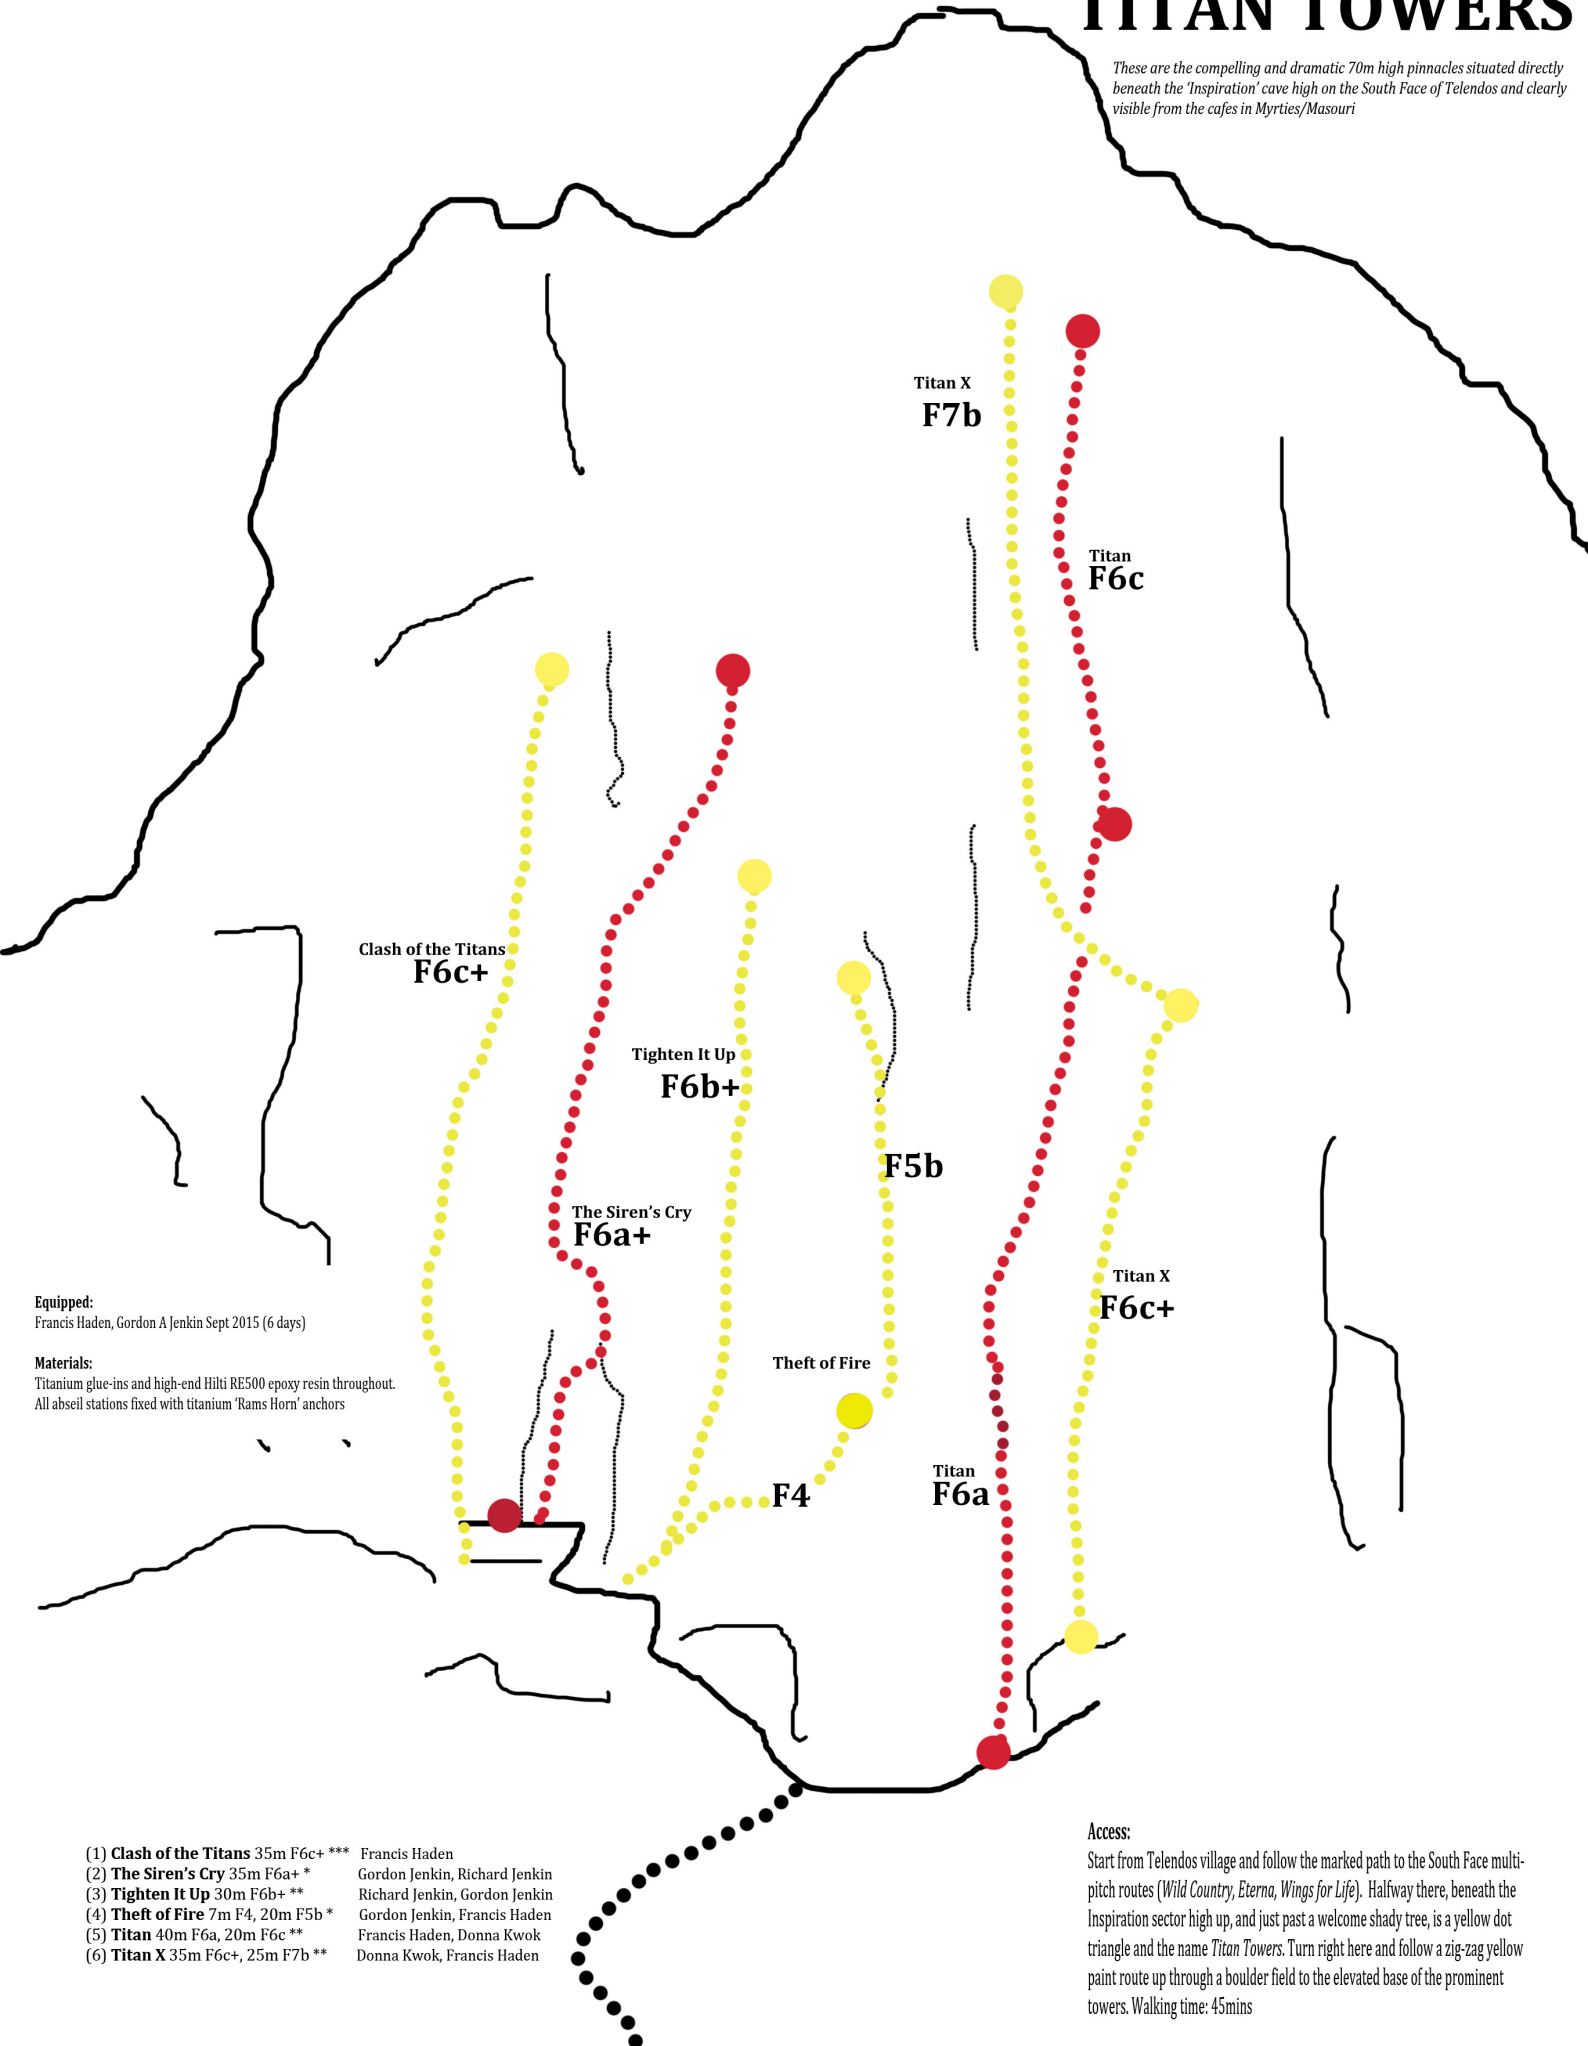 TITAN TOWERS
These are the compelling and dramatic 70m high pinnacles situated directly
beneath the ‘Inspiration’ cave high on the South Face of Telendos and clearly
visible from the cafes in Myrties/Masouri
Titan X
F7b
Titan
F6c
Clash of the Titans
F6c+
Tighten It Up
F6b+
F5b
The Siren’s Cry
F6a+
Titan X
F6c+
Equipped:
Francis Haden, Gordon A Jenkin Sept 2015 (6 days)
Materials:
Titanium glue-ins and high-end Hilti RE500 epoxy resin throughout.
All abseil stations fixed with titanium ‘Rams Horn’ anchors
Theft of Fire
F4
Titan
F6a
(1) Clash of the Titans 35m F6c+ *** Francis Haden
(2) The Siren’s Cry 35m F6a+ * Gordon Jenkin, Richard Jenkin
(3) Tighten It Up 30m F6b+ ** Richard Jenkin, Gordon Jenkin
(4) Theft of Fire 7m F4, 20m F5b * Gordon Jenkin, Francis Haden
(5) Titan 40m F6a, 20m F6c ** Francis Haden, Donna Kwok
(6) Titan X 35m F6c+, 25m F7b ** Donna Kwok, Francis Haden
Access:
Start from Telendos village and follow the marked path to the South Face multi-
pitch routes (Wild Country, Eterna, Wings for Life). Halfway there, beneath the
Inspiration sector high up, and just past a welcome shady tree, is a yellow dot
triangle and the name Titan Towers. Turn right here and follow a zig-zag yellow
paint route up through a boulder field to the elevated base of the prominent
towers. Walking time: 45mins